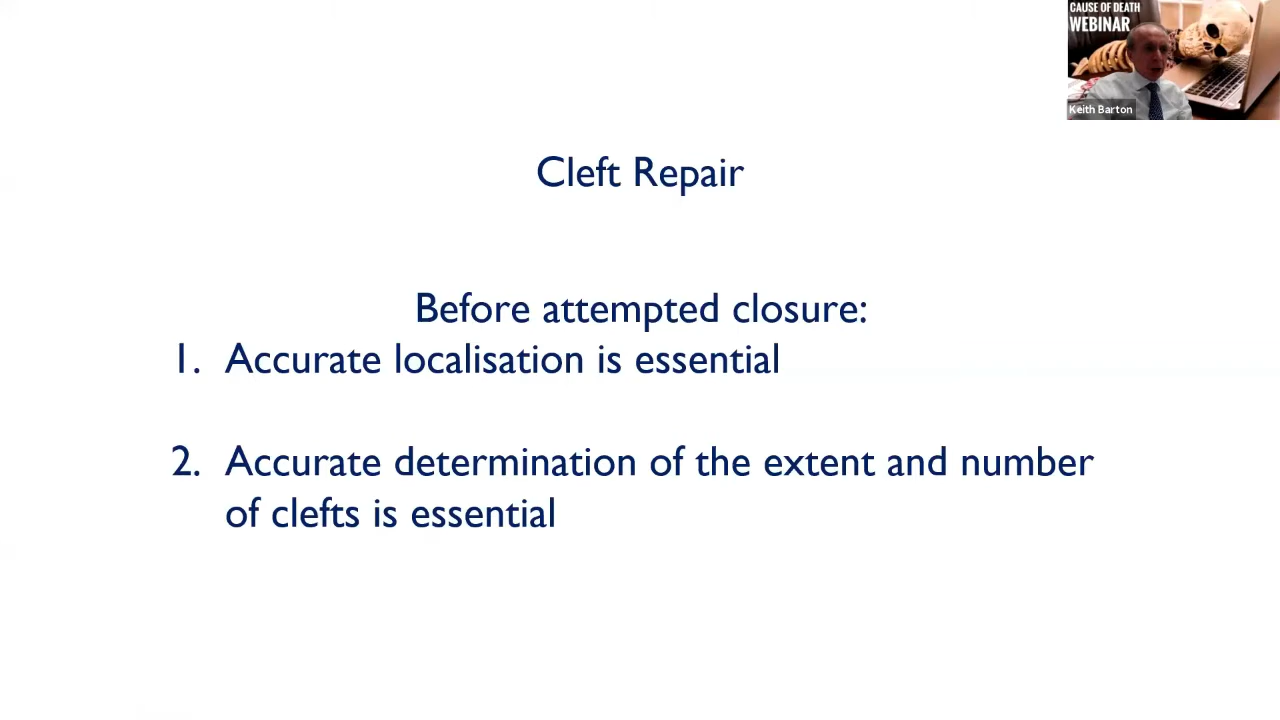 CAUSE OF DEATH
WEBINAR
Keith Barton
Cleft Repair
Before attempted closure:
1. Accurate localisation is essential
2. Accurate determination of the extent and number
of clefts is essential